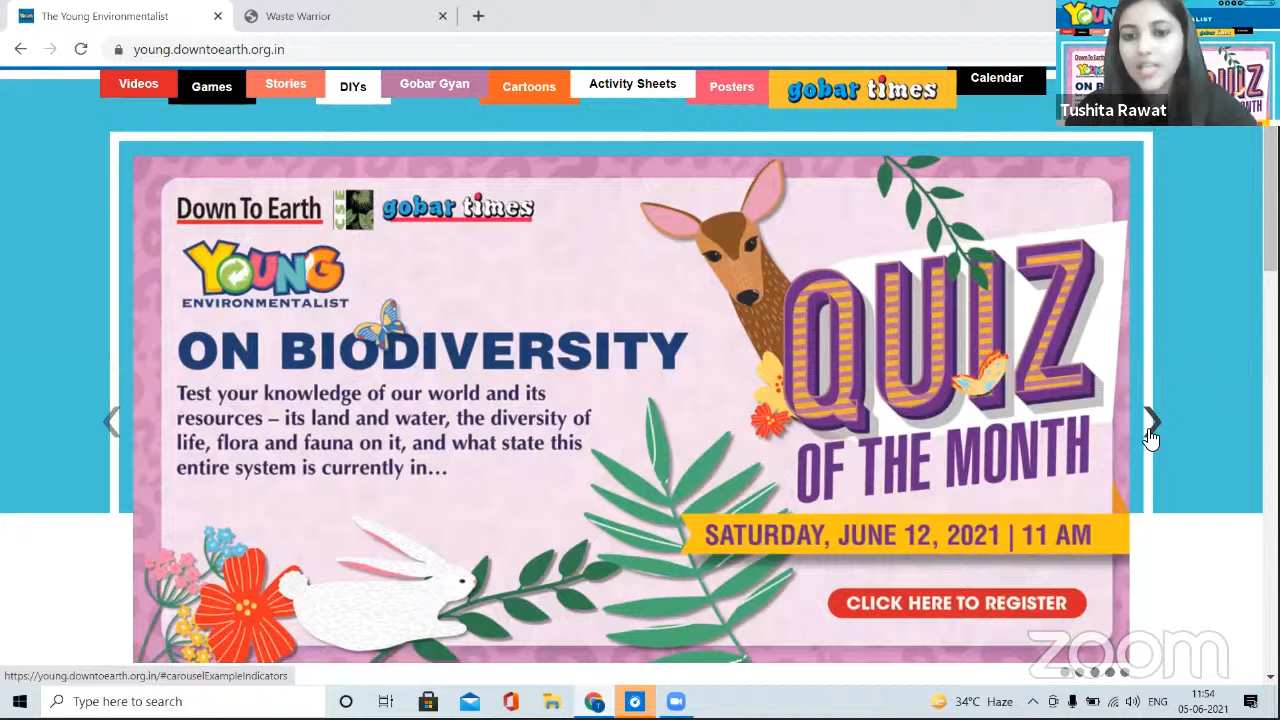 The Young Environmentalist
Waste Warrior
young.downtoearth.org.in
Videos
Games
Stories
DIYs
Gobar Gyan
Cartoons
Activity Sheets
Posters
gobar times
Calendar
Tushita Rawat
Down To Earth
CSE
gobar times
YOUNG
ENVIRONMENTALIST
ON BIODIVERSITY
Test your knowledge of our world and its
resources – its land and water, the diversity of
life, flora and fauna on it, and what state this
entire system is currently in...
QUIZ
OF THE MONTH
SATURDAY, JUNE 12, 2021 | 11 AM
CLICK HERE TO REGISTER
zoom
https://young.downtoearth.org.in/#carouselExampleIndicators
Type here to search
34°C Haze
ENG
11:54
05-06-2021